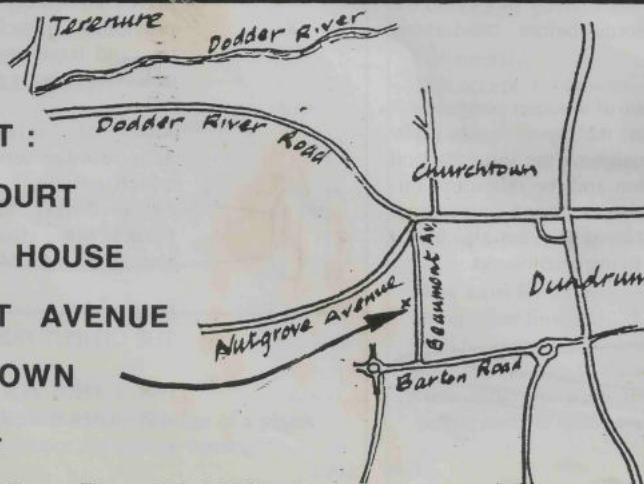 Terenure
Dodder River
Dodder River Road
T :
OURT
Churchtown
HOUSE
Dundrum
T AVENUE
Nutgrove Avenue
x
Beaumont Av.
OWN
Barton Road